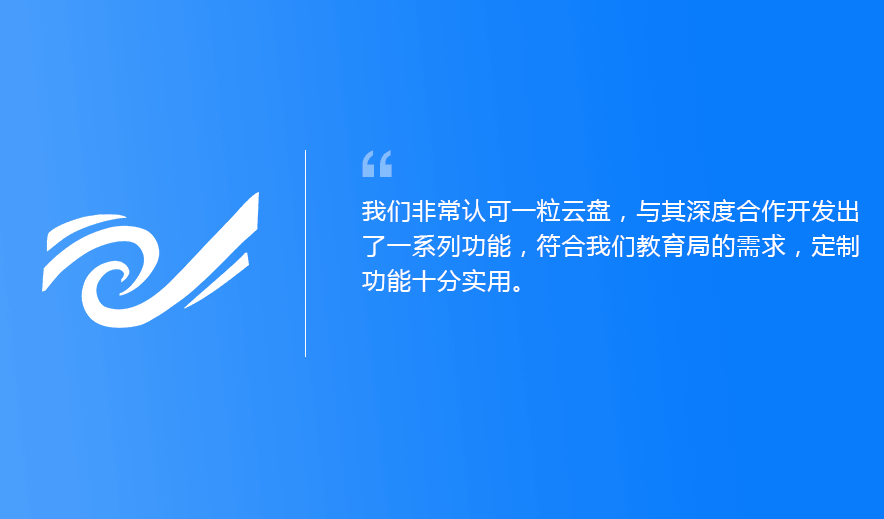 “
我们非常认可一粒云盘，与其深度合作开发出
了一系列功能，符合我们教育局的需求，定制
功能十分实用。